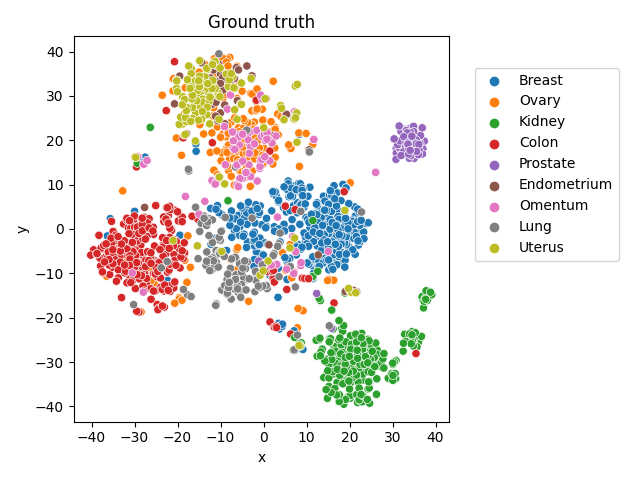 Ground truth
40
30
20
10
0
−10
−20
−30
−40
y
−40 −30 −20 −10 0 10 20 30 40
x
Breast
Ovary
Kidney
Colon
Prostate
Endometrium
Omentum
Lung
Uterus